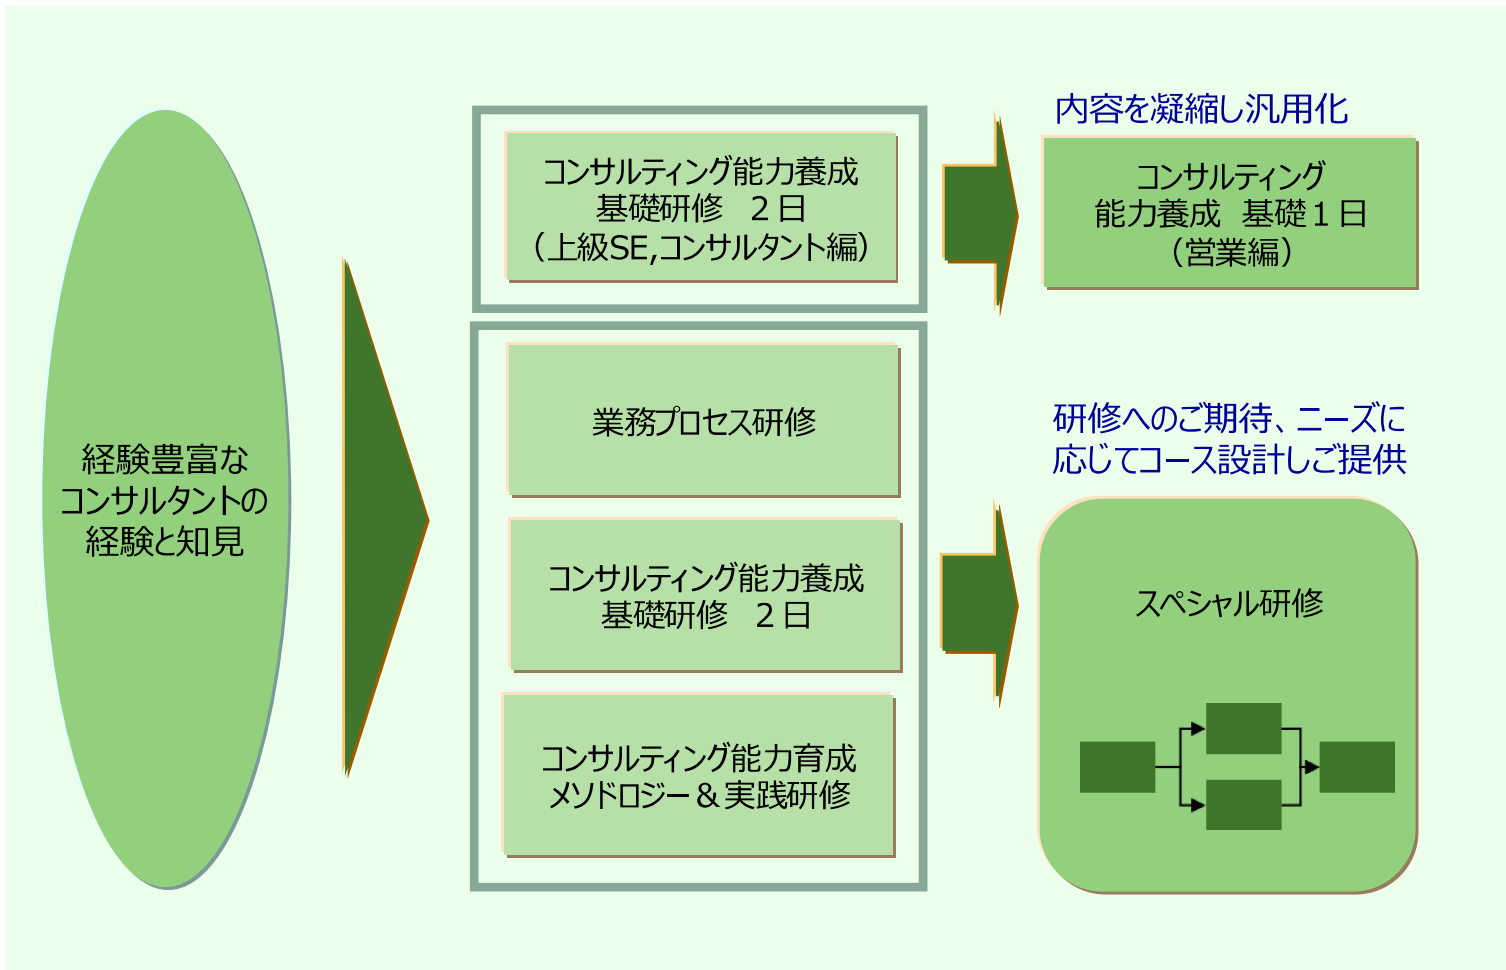 経験豊富な
コンサルタントの
経験と知見
コンサルティング能力養成
基礎研修　２日
（上級SE,コンサルタント編）
業務プロセス研修
コンサルティング能力養成
基礎研修　２日
コンサルティング能力育成
メソドロジー＆実践研修
内容を凝縮し汎用化
コンサルティング
能力養成　基礎１日
（営業編）
研修へのご期待、ニーズに
応じてコース設計しご提供
スペシャル研修